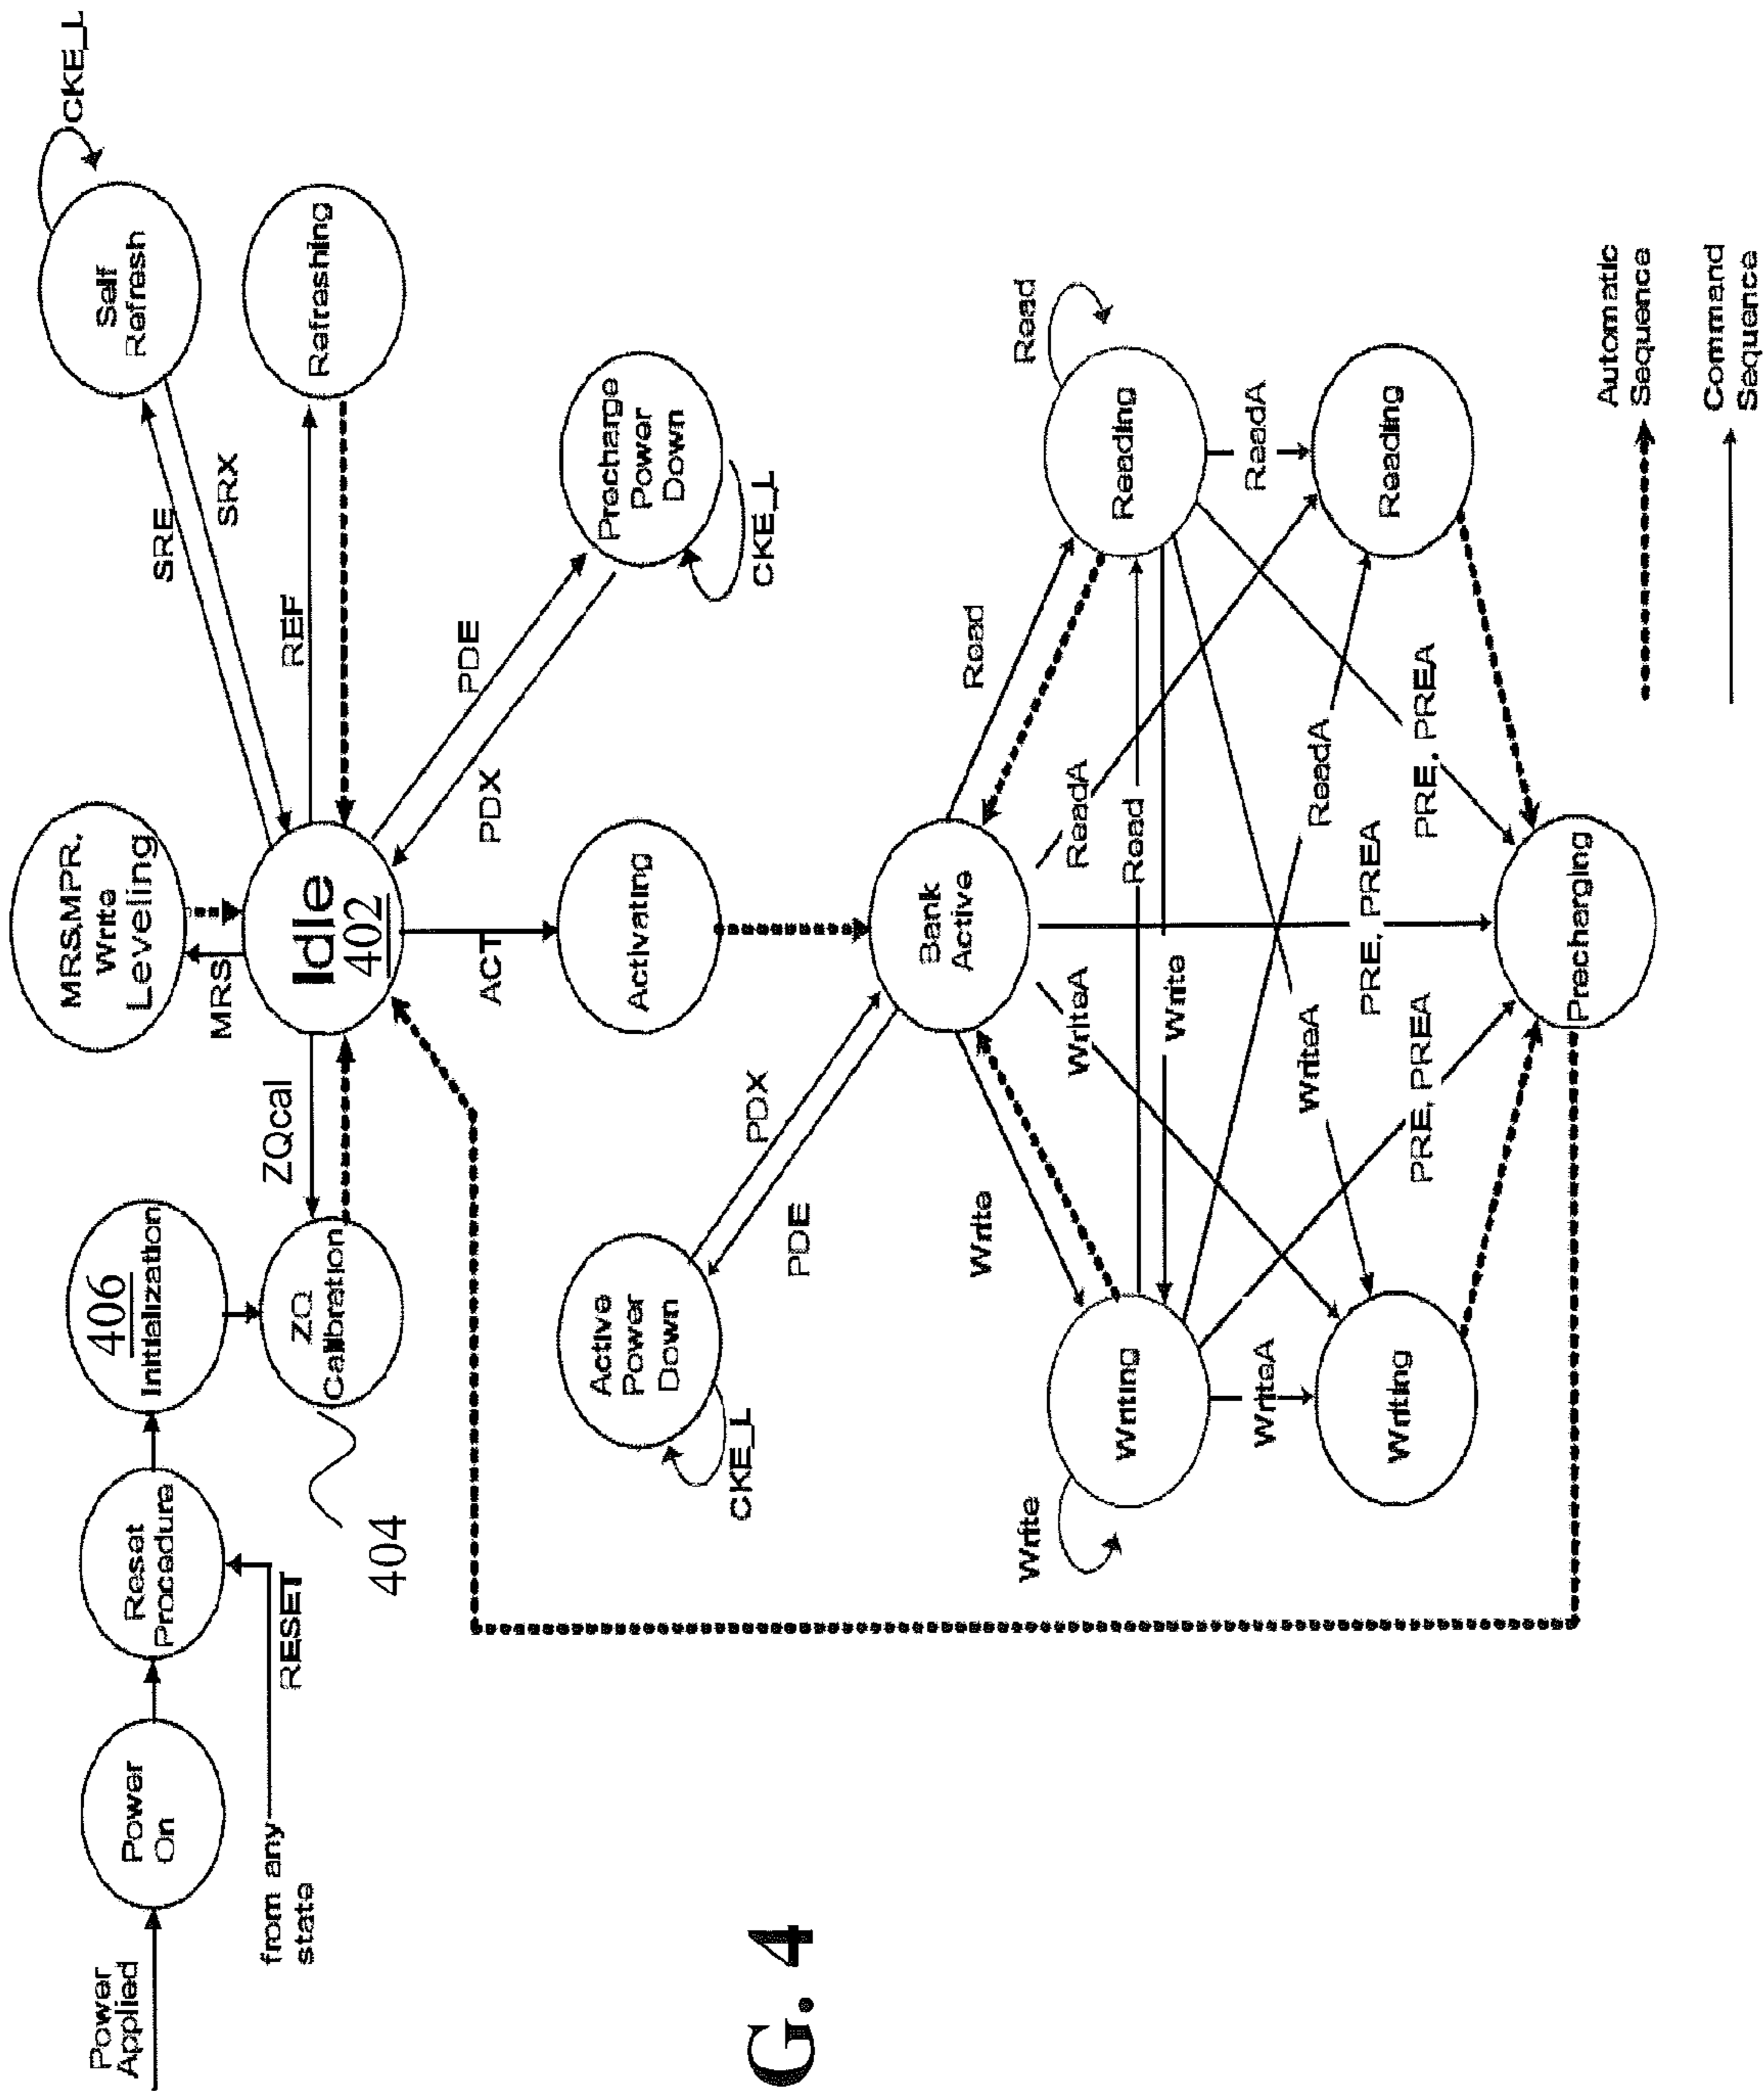 Power
Applied
Power
On
Reset
Procedure
from any
state
RESET
406
Initialization
ZQ
Calibration
404
ZQcal
MRS,MPR,
Write
Leveling
MRS
Idle
402
SRE
SRX
Self
Refresh
CKE_L
REF
Refreshing
PDE
PDX
Precharge
Power
Down
CKE_L
ACT
Activating
Active
Power
Down
CKE_L
PDX
PDE
Bank
Active
Write
WriteA
ReadA
Read
Write
Writing
Read
Write
Reading
Read
WriteA
WriteA
ReadA
ReadA
PRE, PREA
PRE, PREA
PRE, PREA
Writing
Reading
Precharging
Automatic
Sequence
Command
Sequence
G. 4